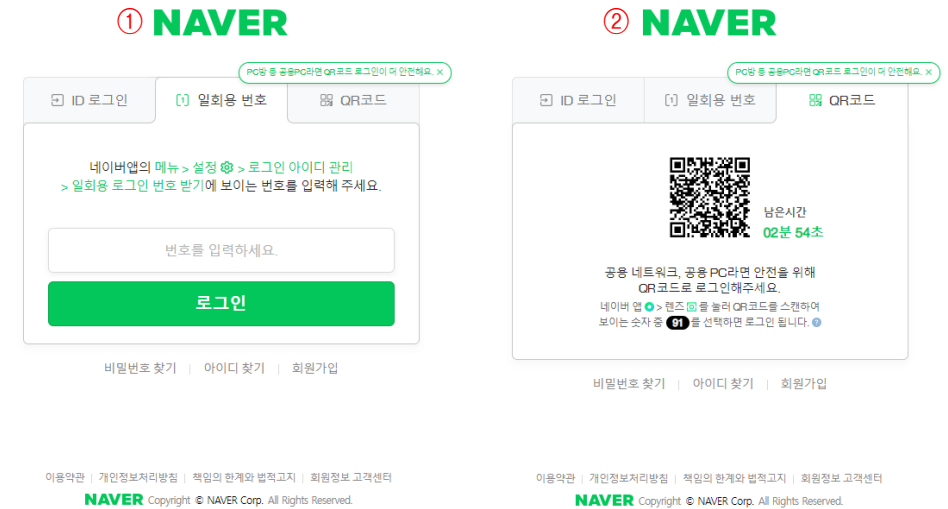 ① NAVER
PC방 등 공용PC라면 QR코드 로그인이 더 안전해요. ×
ID 로그인
일회용 번호
QR코드
네이버앱의 메뉴 > 설정 > 로그인 아이디 관리
> 일회용 로그인 번호 받기에 보이는 번호를 입력해 주세요.
번호를 입력하세요.
로그인
비밀번호 찾기 | 아이디 찾기 | 회원가입
이용약관 | 개인정보처리방침 | 책임의 한계와 법적고지 | 회원정보 고객센터
NAVER Copyright © NAVER Corp. All Rights Reserved.
② NAVER
PC방 등 공용PC라면 QR코드 로그인이 더 안전해요. ×
ID 로그인
일회용 번호
QR코드
남은시간
02분 54초
공용 네트워크, 공용 PC라면 안전을 위해
QR코드로 로그인해주세요.
네이버 앱 > 렌즈 를 눌러 QR코드를 스캔하여
보이는 숫자 중 91 를 선택하면 로그인 됩니다. ?
비밀번호 찾기 | 아이디 찾기 | 회원가입
이용약관 | 개인정보처리방침 | 책임의 한계와 법적고지 | 회원정보 고객센터
NAVER Copyright © NAVER Corp. All Rights Reserved.